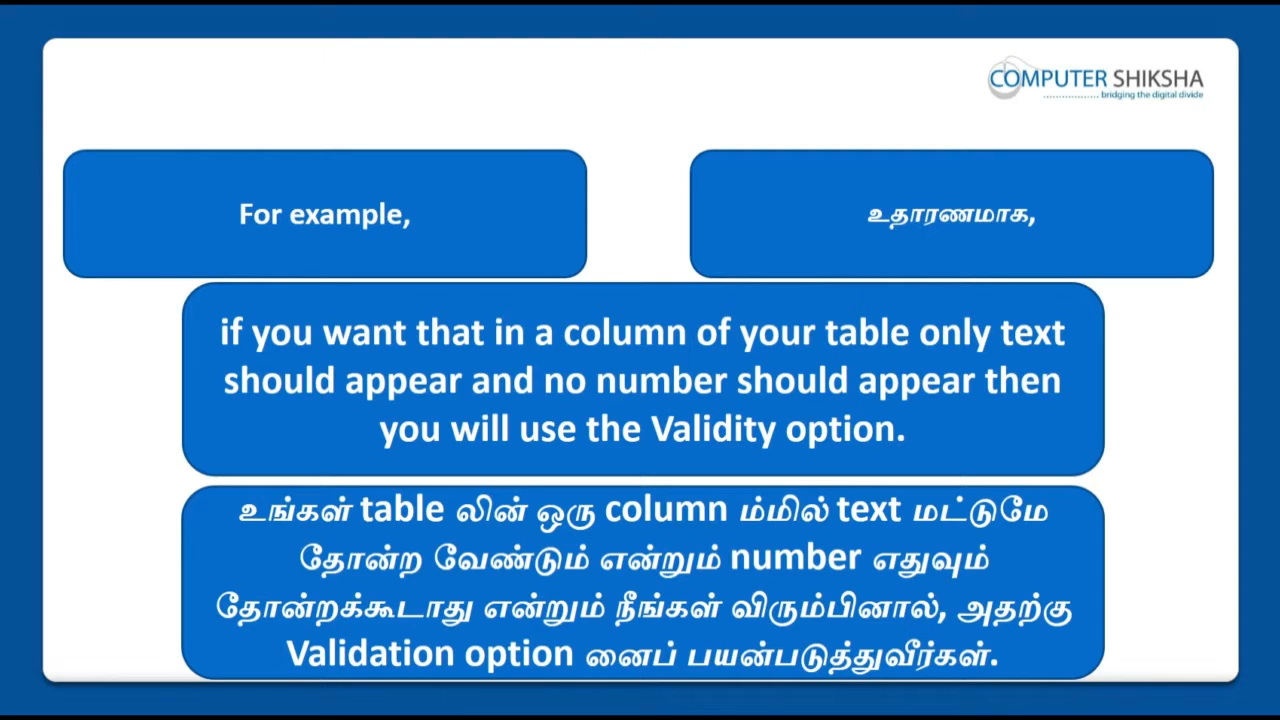 COMPUTER SHIKSHA
bridging the digital divide
For example,
உதாரணமாக,
if you want that in a column of your table only text
should appear and no number should appear then
you will use the Validity option.
உங்கள் table லின் ஒரு column ம்மில் text மட்டுமே
தோன்ற வேண்டும் என்றும் number எதுவும்
தோன்றக்கூடாது என்றும் நீங்கள் விரும்பினால், அதற்கு
Validation option னைப் பயன்படுத்துவீர்கள்.